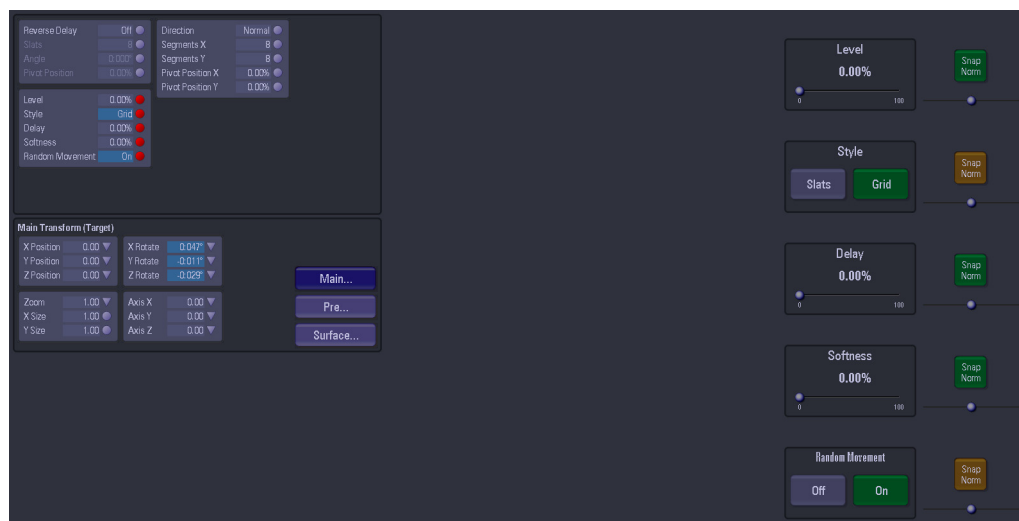 Reverse Delay Off
Slats 8
Angle 0.000°
Pivot Position 0.00%
Direction Normal
Segments X 8
Segments Y 8
Pivot Position X 0.00%
Pivot Position Y 0.00%
Level 0.00%
Style Grid
Delay 0.00%
Softness 0.00%
Random Movement On
Main Transform (Target)
X Position 0.00
Y Position 0.00
Z Position 0.00
X Rotate 0:047°
Y Rotate -0:011°
Z Rotate -0:029°
Zoom 1.00
X Size 1.00
Y Size 1.00
Axis X 0.00
Axis Y 0.00
Axis Z 0.00
Main...
Pre...
Surface...
Level
0.00%
0 100
Snap
Norm
Style
Slats Grid
Snap
Norm
Delay
0.00%
0 100
Snap
Norm
Softness
0.00%
0 100
Snap
Norm
Random Movement
Off On
Snap
Norm